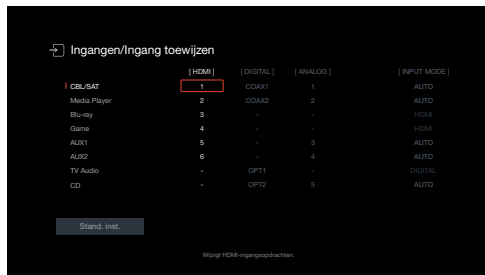 Ingangen/Ingang toewijzen
[ HDMI ] [ DIGITAL ] [ ANALOG ] [ INPUT MODE ]
CBL/SAT 1 COAX1 1 AUTO
Media Player 2 COAX2 2 AUTO
Blu-ray 3 - - HDMI
Game 4 - - HDMI
AUX1 5 - 3 AUTO
AUX2 6 - 4 AUTO
TV Audio - OPT1 - DIGITAL
CD - OPT2 5 AUTO
Stand. inst.
Wijzigt HDMI-ingangsopdrachten.